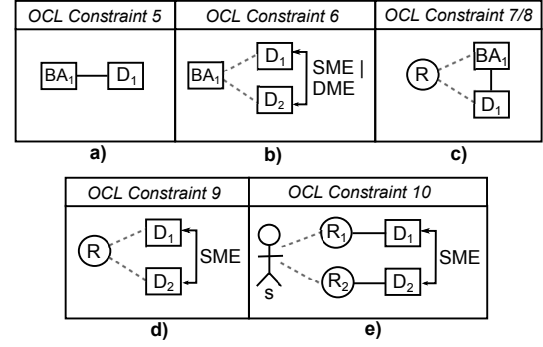 OCL Constraint 5
OCL Constraint 6
OCL Constraint 7/8
BA₁
D₁
BA₁
D₁
D₂
SME |
DME
R
BA₁
D₁
a)
b)
c)
OCL Constraint 9
OCL Constraint 10
R
D₁
D₂
SME
s
R₁
D₁
R₂
D₂
SME
d)
e)